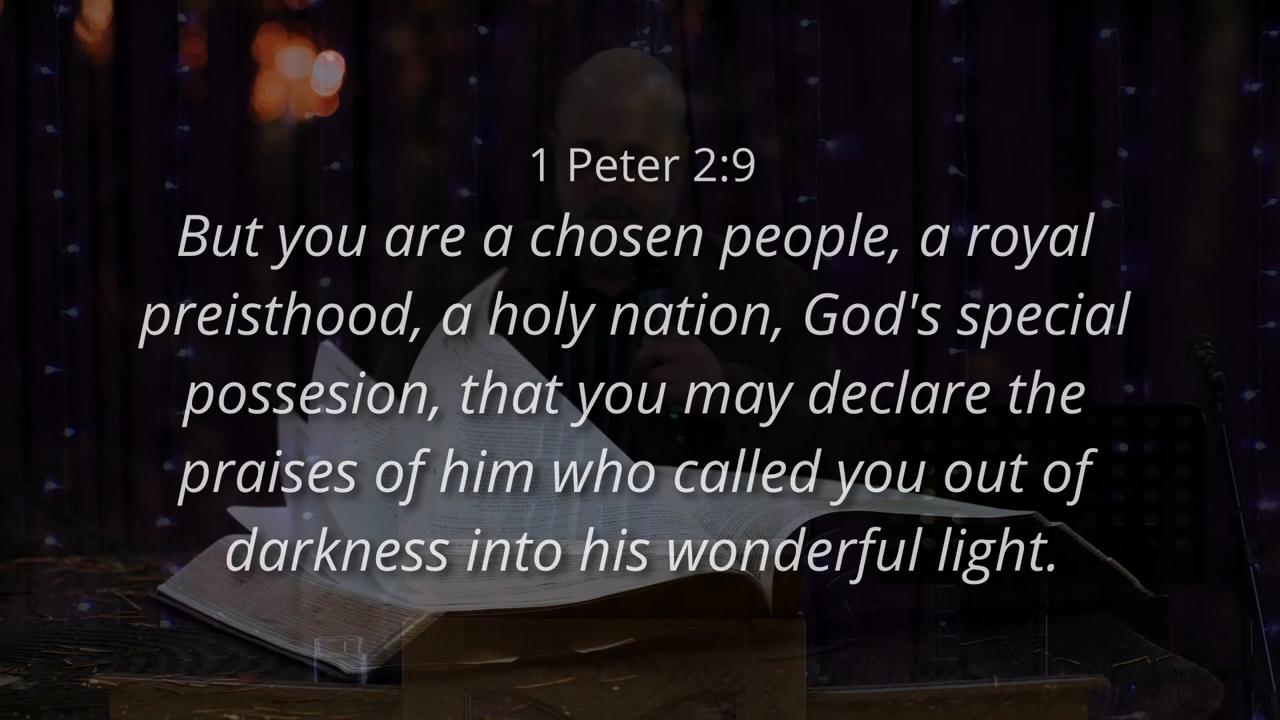 1 Peter 2:9
But you are a chosen people, a royal
preisthood, a holy nation, God's special
possesion, that you may declare the
praises of him who called you out of
darkness into his wonderful light.